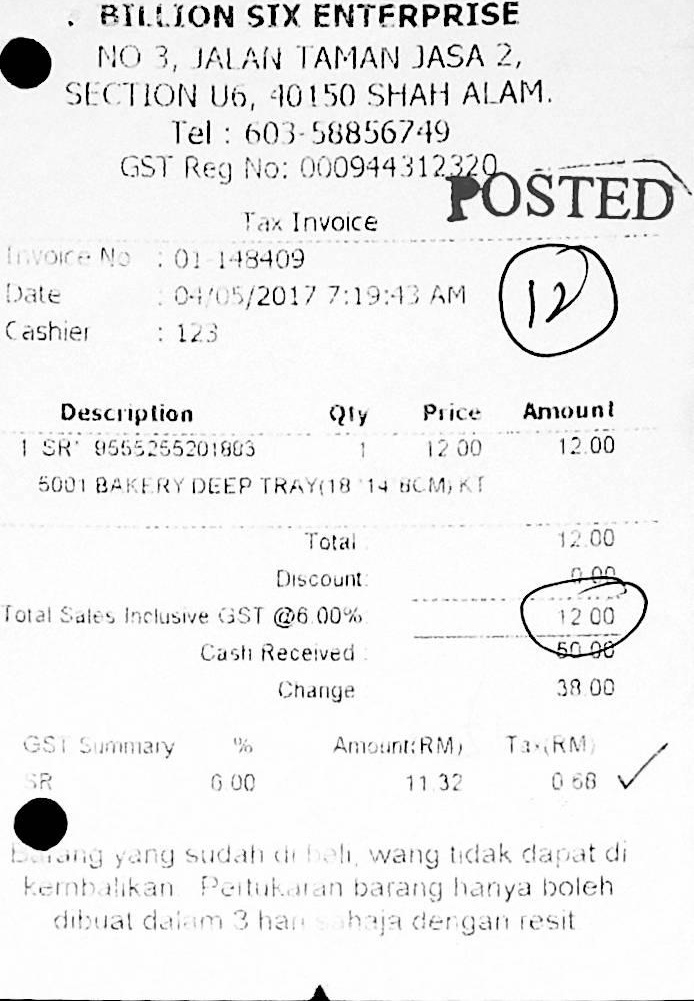 . BILLION SIX ENTERPRISE
NO 3, JALAN TAMAN JASA 2,
SECTION U6, 40150 SHAH ALAM.
Tel : 603-58856749
GST Reg No: 000944312320
POSTED
Tax Invoice
Invoice No : 01-148409
Date : 04/05/2017 7:19:43 AM
12
Cashier : 123
Description Qty Price Amount
1 SR* 9555255201803 1 12.00 12.00
5001 BAKERY DEEP TRAY(18 *14 *8CM) KT
Total : 12.00
Discount: 0.00
Total Sales Inclusive GST @6.00%: 12.00
Cash Received : 50.00
Change 38.00
GST Summary % Amount(RM) Tax(RM)
SR 6.00 11.32 0.68
Barang yang sudah di beli, wang tidak dapat di
kembalikan. Pertukaran barang hanya boleh
dibuat dalam 3 hari sahaja dengan resit